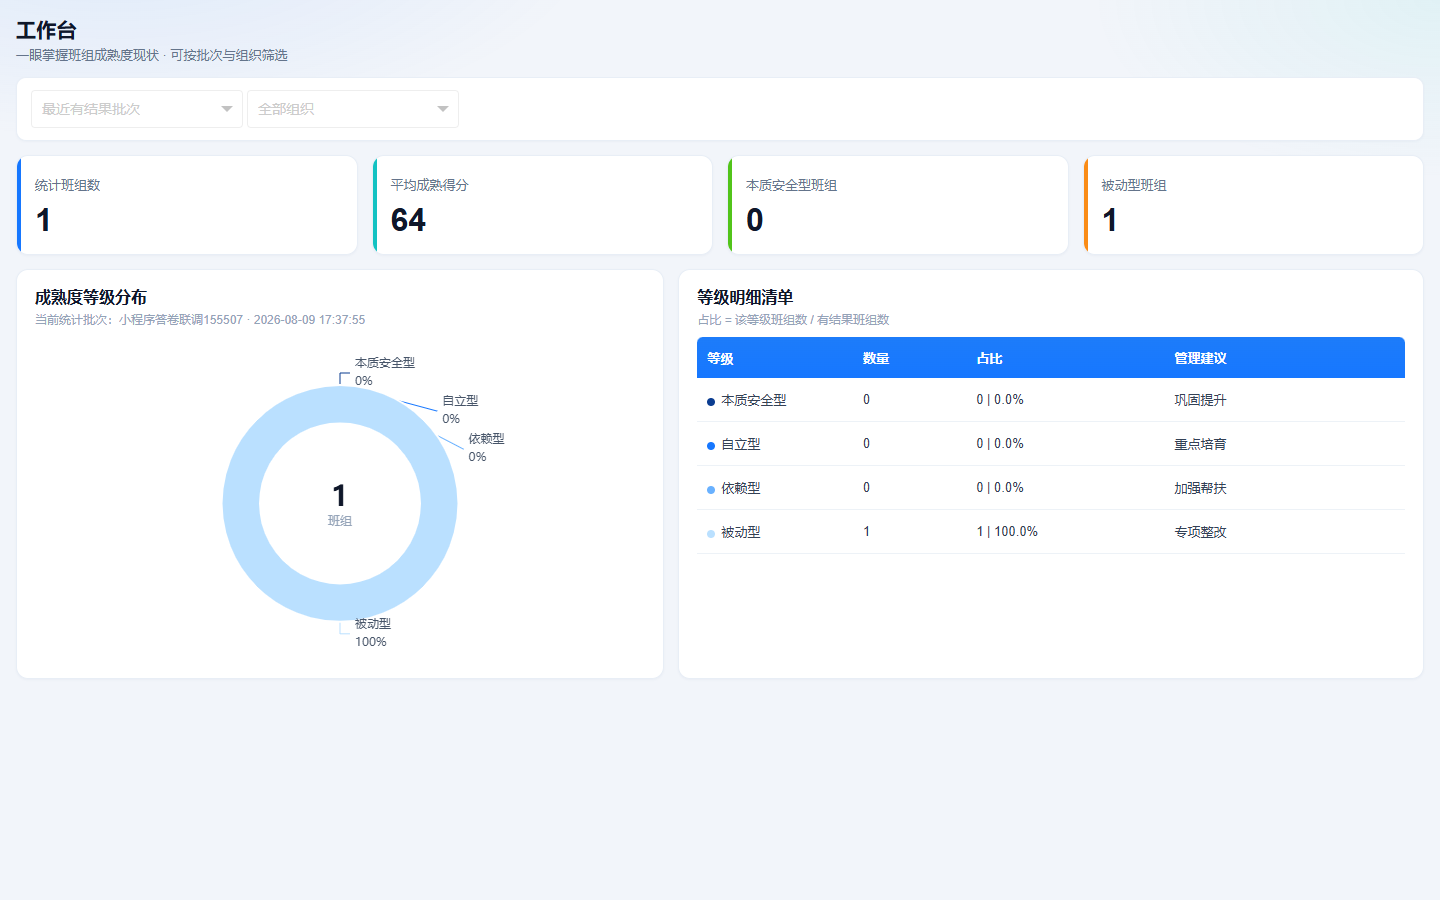 工作台
一眼掌握班组成熟度现状 · 可按批次与组织筛选
最近有结果批次 全部组织
统计班组数
1
平均成熟得分
64
本质安全型班组
0
被动型班组
1
成熟度等级分布
当前统计批次：小程序答卷联调155507 · 2026-08-09 17:37:55
本质安全型
0%
自立型
0%
依赖型
0%
1
班组
被动型
100%
等级明细清单
占比 = 该等级班组数 / 有结果班组数
等级 数量 占比 管理建议
本质安全型 0 0 | 0.0% 巩固提升
自立型 0 0 | 0.0% 重点培育
依赖型 0 0 | 0.0% 加强帮扶
被动型 1 1 | 100.0% 专项整改